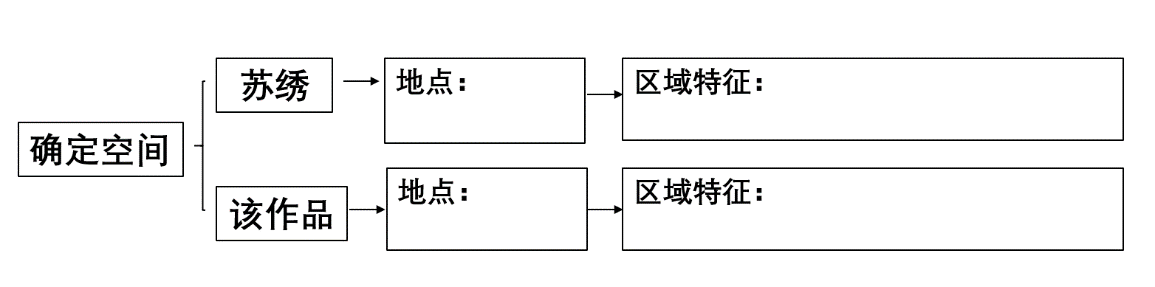 确定空间
苏绣
地点：
区域特征：
该作品
地点：
区域特征：